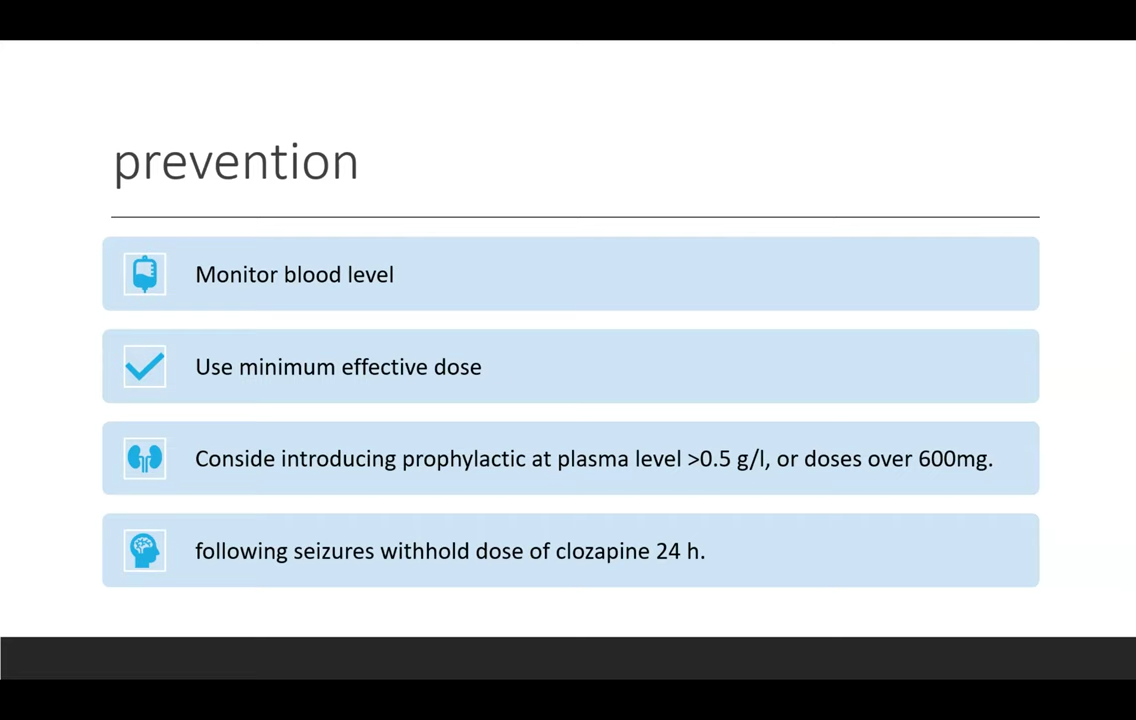 prevention
Monitor blood level
Use minimum effective dose
Conside introducing prophylactic at plasma level >0.5 g/l, or doses over 600mg.
following seizures withhold dose of clozapine 24 h.